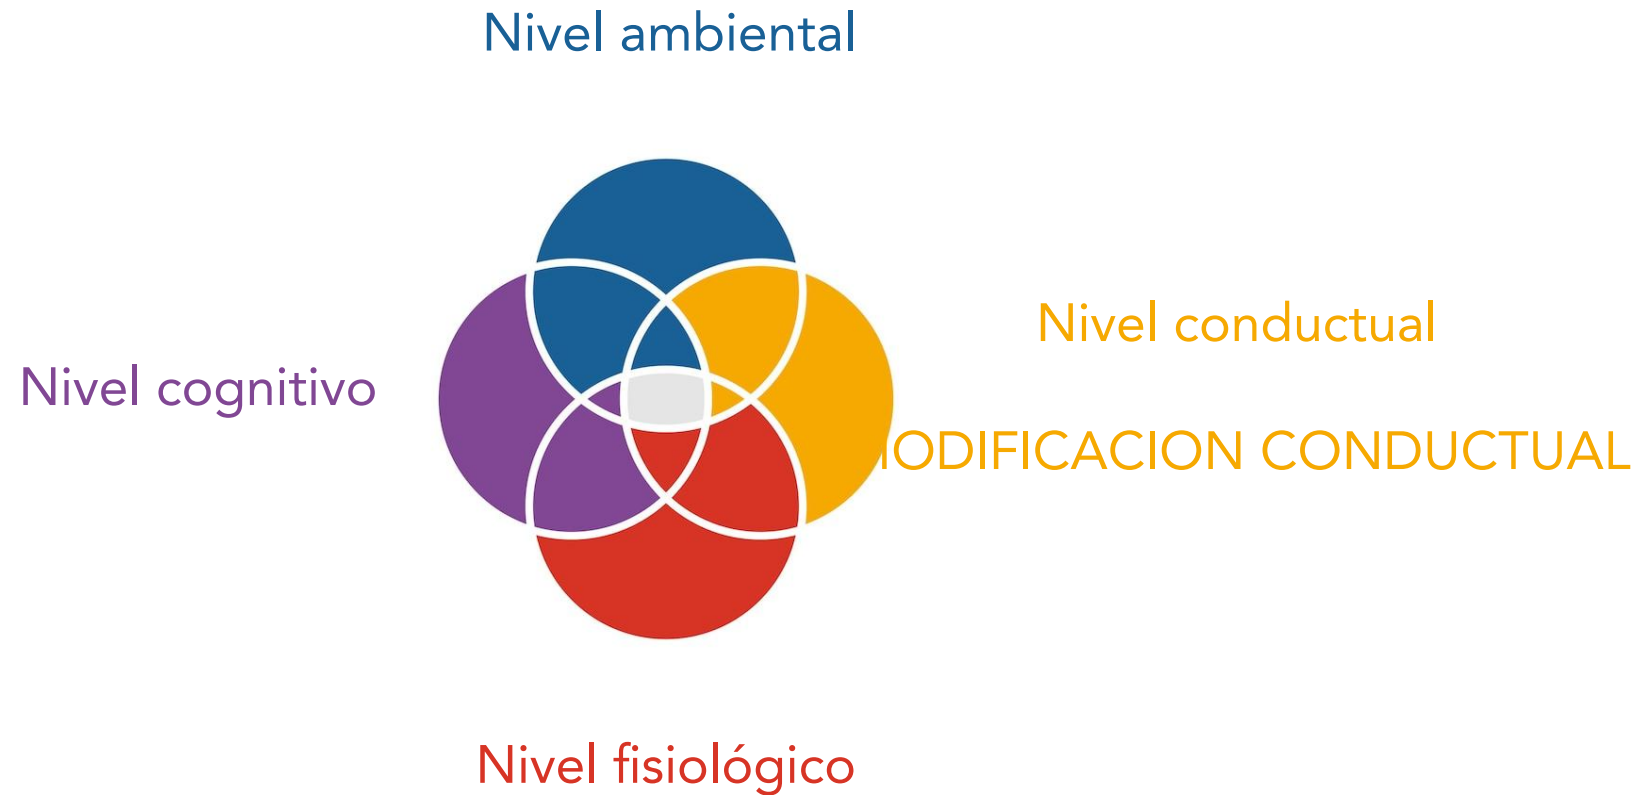 Nivel ambiental
Nivel conductual
Nivel cognitivo
ODIFICACION CONDUCTUAL
Nivel fisiológico